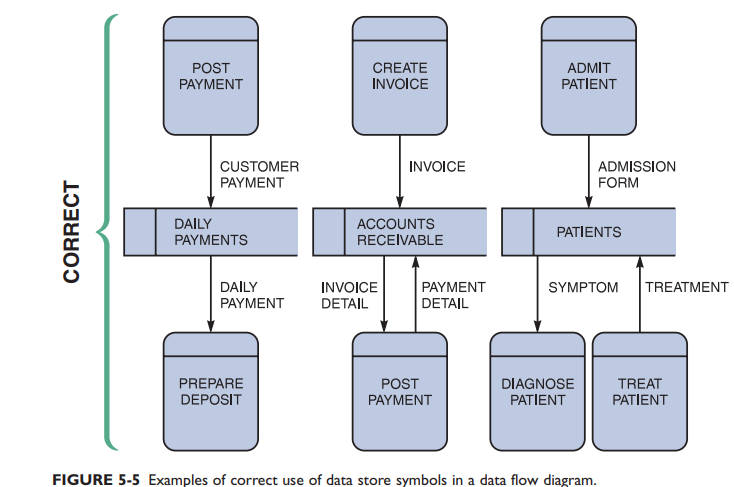 CORRECT
POST
PAYMENT
CREATE
INVOICE
ADMIT
PATIENT
CUSTOMER
PAYMENT
INVOICE
ADMISSION
FORM
DAILY
PAYMENTS
ACCOUNTS
RECEIVABLE
PATIENTS
DAILY
PAYMENT
INVOICE
DETAIL
PAYMENT
DETAIL
SYMPTOM
TREATMENT
PREPARE
DEPOSIT
POST
PAYMENT
DIAGNOSE
PATIENT
TREAT
PATIENT
FIGURE 5-5 Examples of correct use of data store symbols in a data flow diagram.